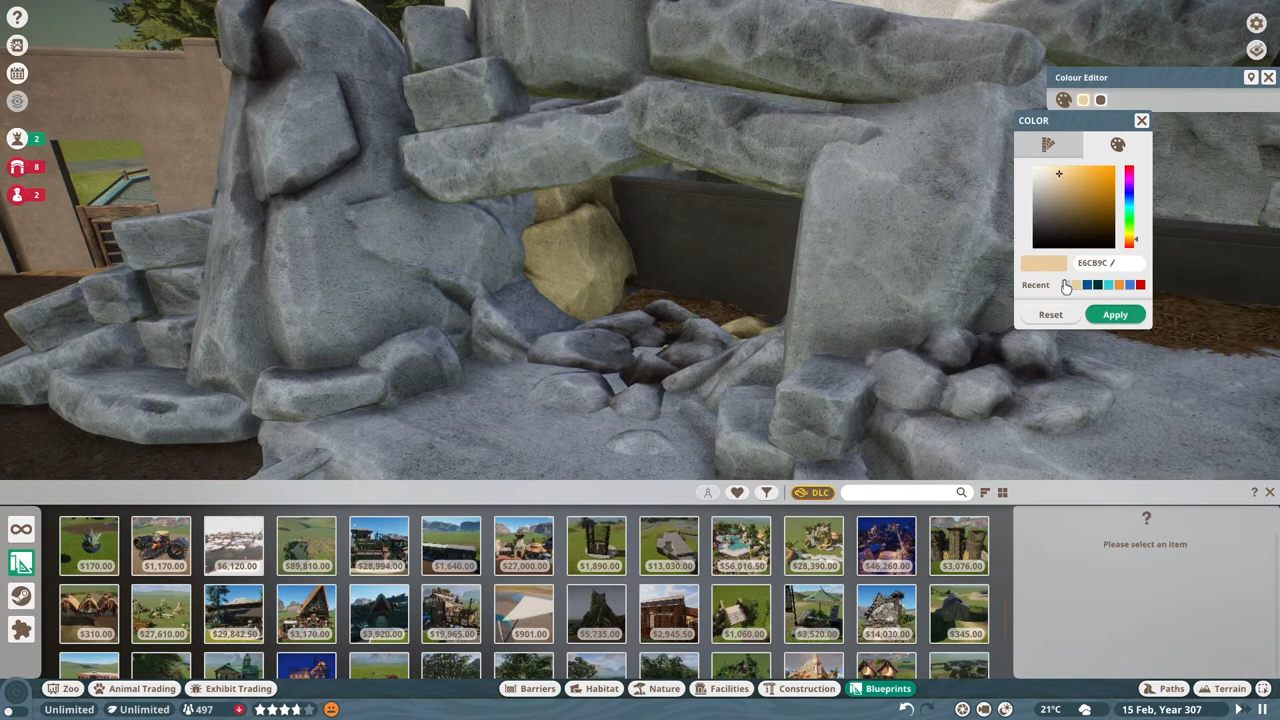 2
8
2
Colour Editor
COLOR
E6CB9C
Recent
Reset
Apply
DLC
?
Please select an item
$170.00
$1,170.00
$6,120.00
$89,810.00
$28,994.00
$1,640.00
$27,000.00
$1,890.00
$13,030.00
$56,016.50
$28,390.00
$46,260.00
$3,076.00
$310.00
$27,610.00
$29,842.50
$3,170.00
$3,920.00
$19,965.00
$901.00
$5,735.00
$2,945.50
$1,060.00
$3,520.00
$14,030.00
$345.00
Zoo
Animal Trading
Exhibit Trading
Barriers
Habitat
Nature
Facilities
Construction
Blueprints
Paths
Terrain
Unlimited
Unlimited
497
21°C
15 Feb, Year 307